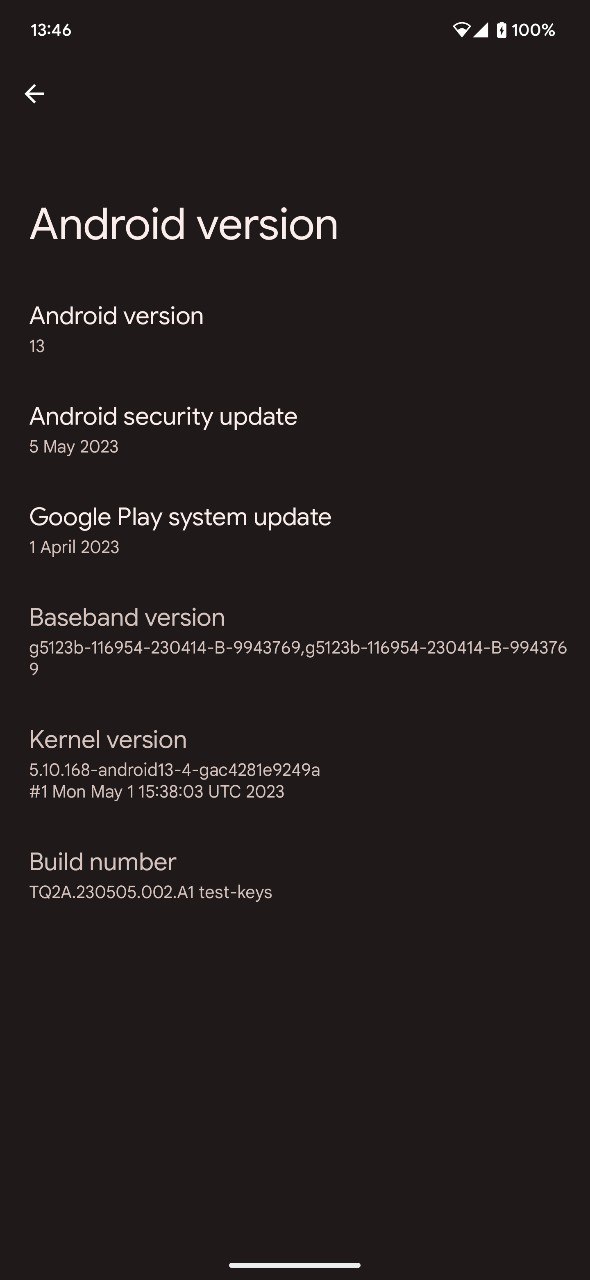 13:46
100%
Android version
Android version
13
Android security update
5 May 2023
Google Play system update
1 April 2023
Baseband version
g5123b-116954-230414-B-9943769,g5123b-116954-230414-B-994376
9
Kernel version
5.10.168-android13-4-gac4281e9249a
#1 Mon May 1 15:38:03 UTC 2023
Build number
TQ2A.230505.002.A1 test-keys